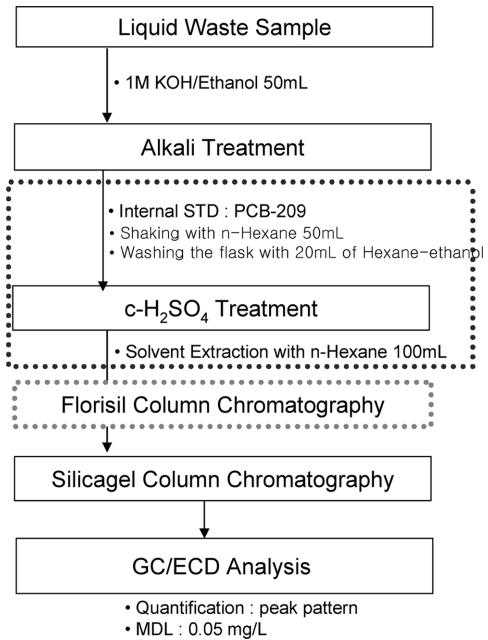 Liquid Waste Sample
• 1M KOH/Ethanol 50mL
Alkali Treatment
• Internal STD : PCB-209
• Shaking with n-Hexane 50mL
• Washing the flask with 20mL of Hexane-ethanol
c-H₂SO₄ Treatment
• Solvent Extraction with n-Hexane 100mL
Florisil Column Chromatography
Silicagel Column Chromatography
GC/ECD Analysis
• Quantification : peak pattern
• MDL : 0.05 mg/L